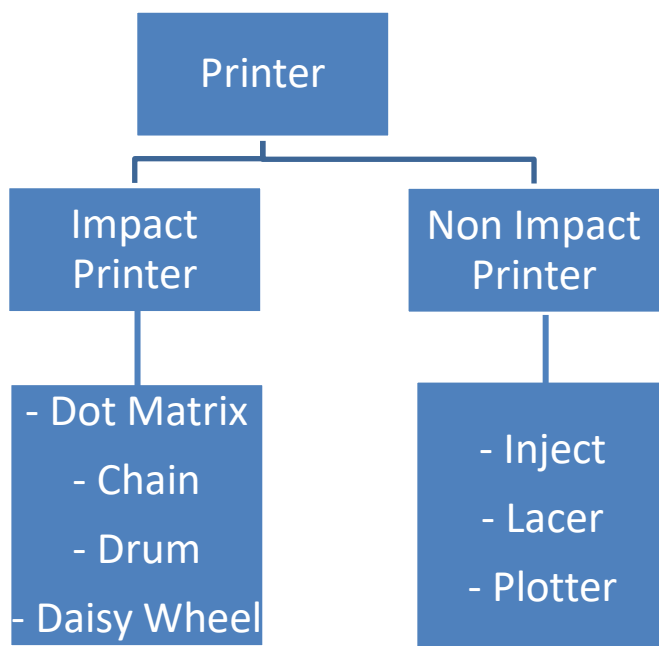 Printer
Impact
Printer
Non Impact
Printer
- Dot Matrix
- Chain
- Drum
- Daisy Wheel
- Inject
- Lacer
- Plotter